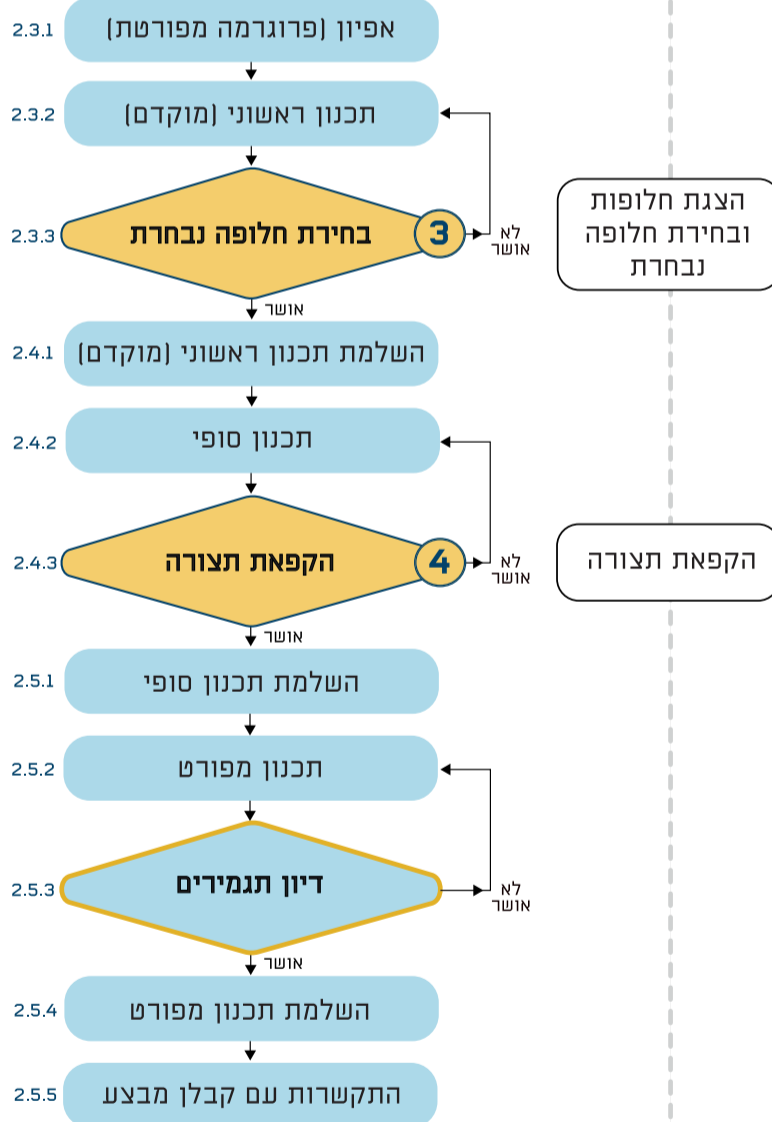 2.3.1 אפיון (פרוגרמה מפורטת)
2.3.2 תכנון ראשוני (מוקדם)
2.3.3 בחירת חלופה נבחרת 3
לא
אושר
אושר
הצגת חלופות
ובחירת חלופה
נבחרת
2.4.1 השלמת תכנון ראשוני (מוקדם)
2.4.2 תכנון סופי
2.4.3 הקפאת תצורה 4
לא
אושר
אושר
הקפאת תצורה
2.5.1 השלמת תכנון סופי
2.5.2 תכנון מפורט
2.5.3 דיון תגמירים
לא
אושר
אושר
2.5.4 השלמת תכנון מפורט
2.5.5 התקשרות עם קבלן מבצע